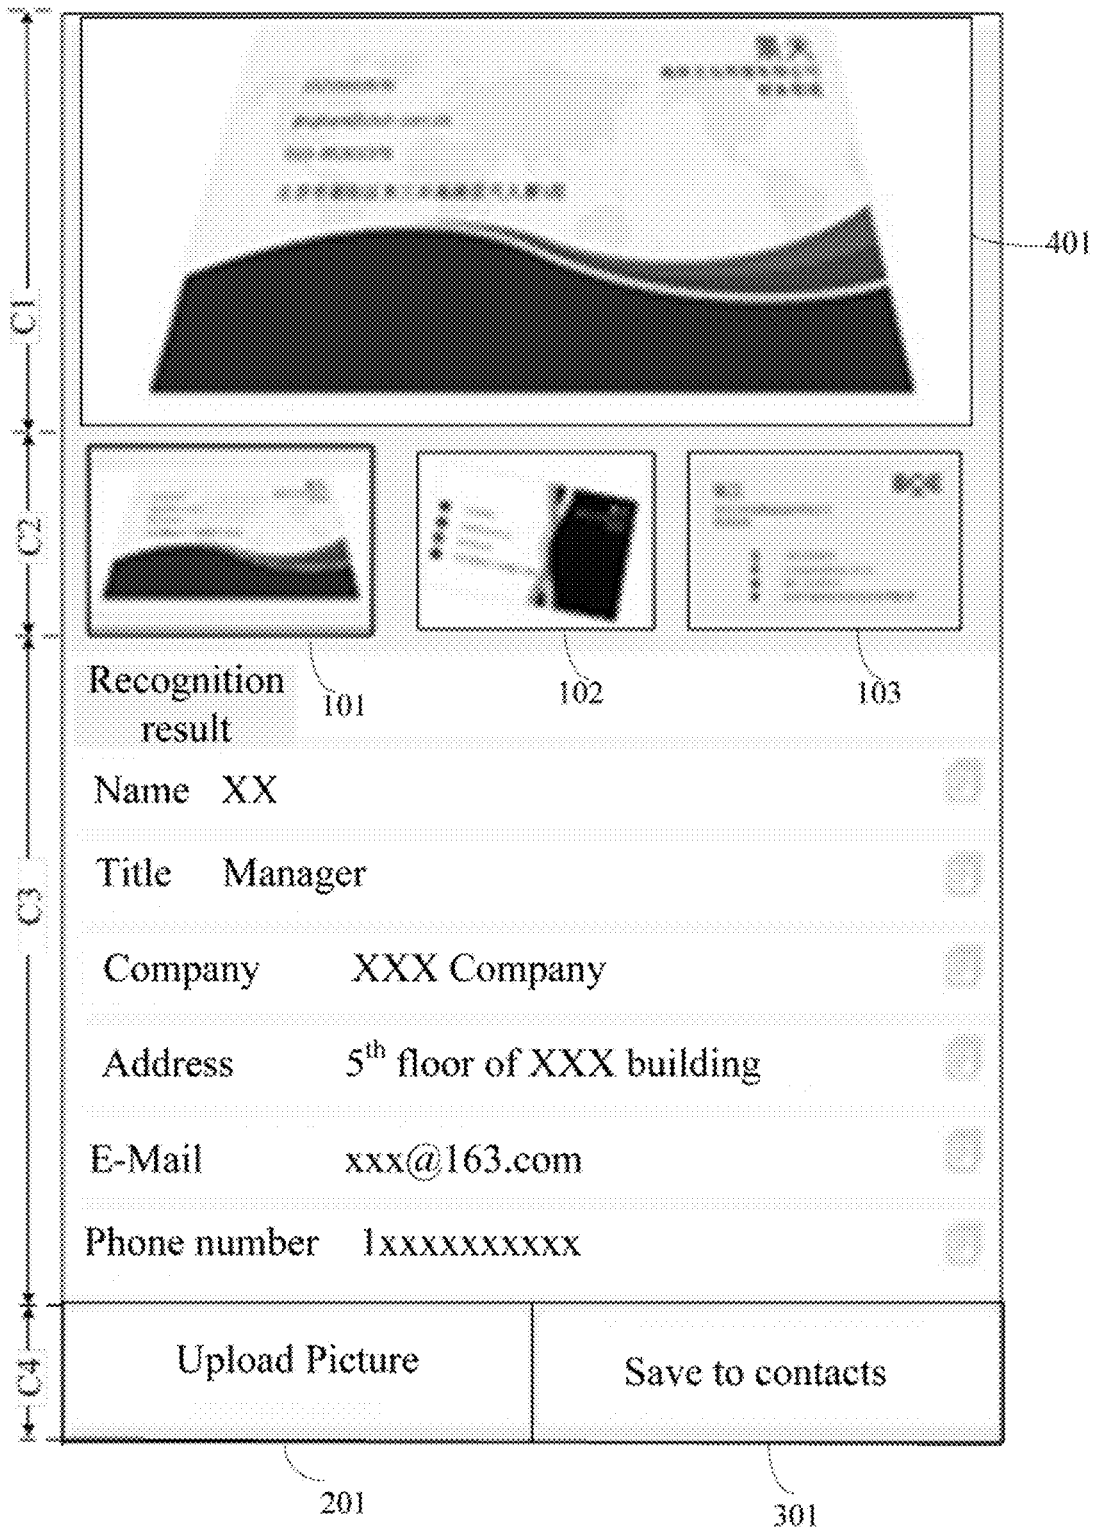 401
C1
C2
101
102
103
Recognition
result
Name XX
Title Manager
Company XXX Company
C3
Address 5th floor of XXX building
E-Mail xxx@163.com
Phone number 1xxxxxxxxxx
C4
Upload Picture
Save to contacts
201
301